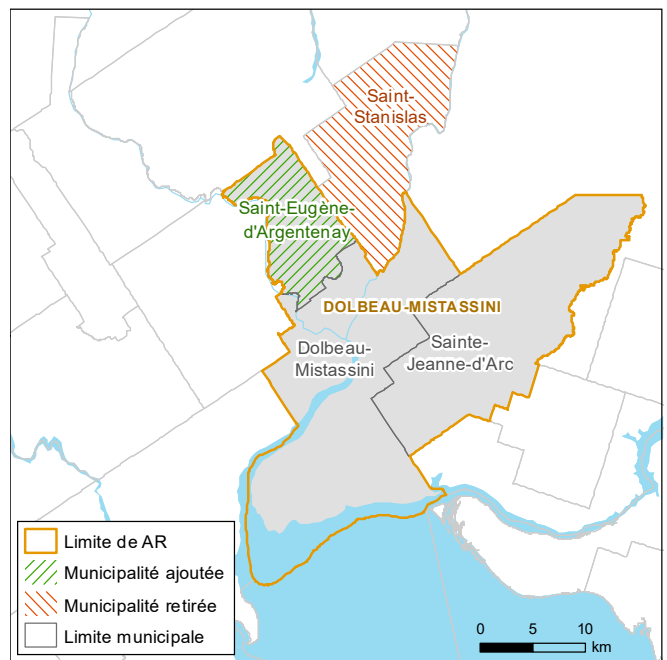 Saint-
Stanislas
Saint-Eugène-
d'Argentenay
DOLBEAU-MISTASSINI
Dolbeau-
Mistassini
Sainte-
Jeanne-d'Arc
Limite de AR
Municipalité ajoutée
Municipalité retirée
Limite municipale
0 5 10
km